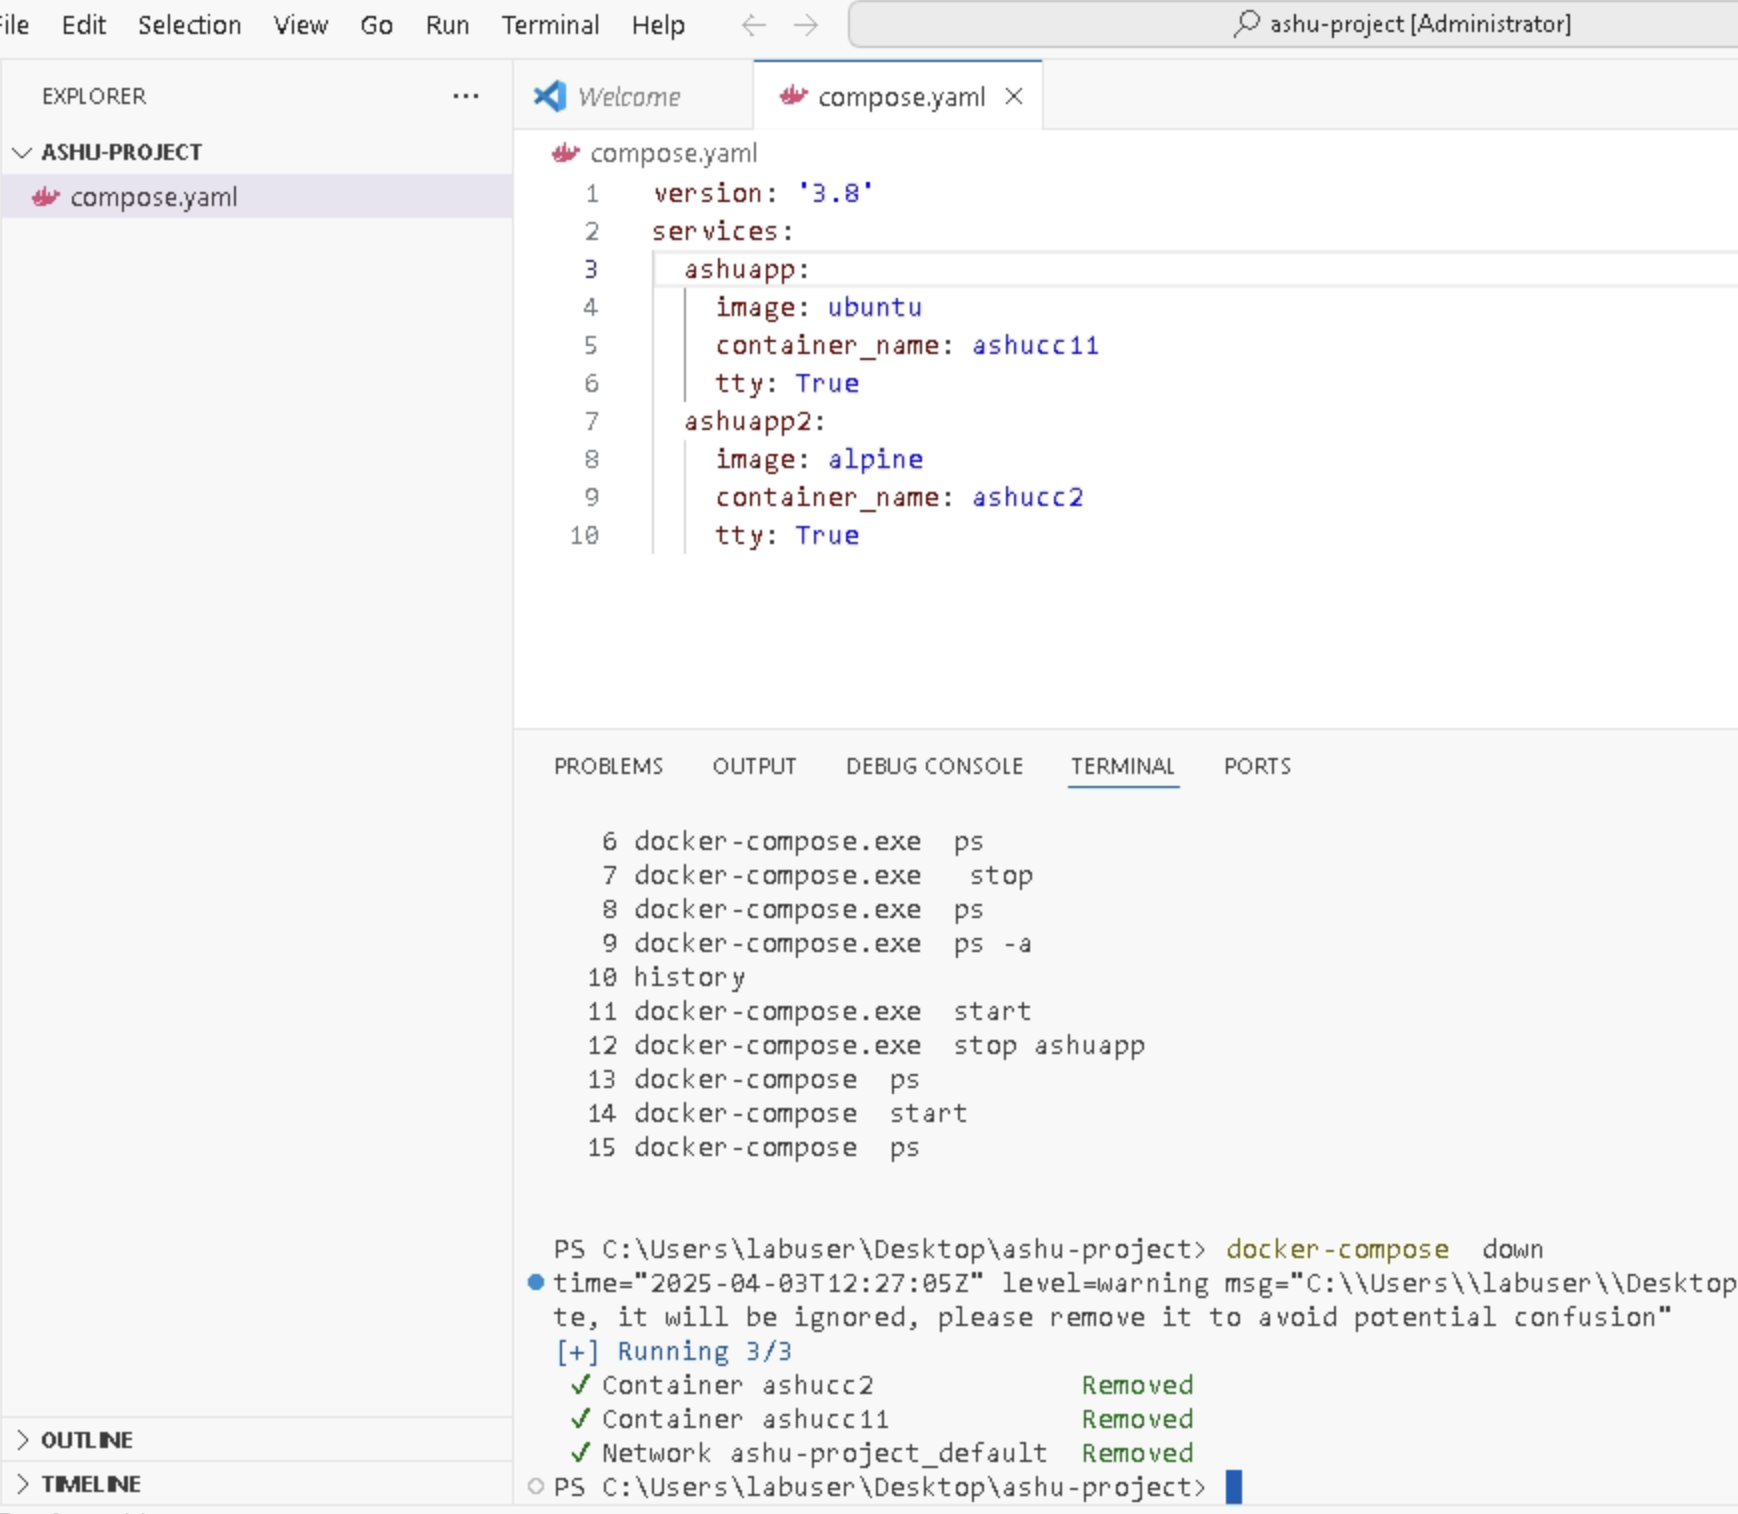 File Edit Selection View Go Run Terminal Help ashu-project [Administrator]
EXPLORER
ASHU-PROJECT
compose.yaml
OUTLINE
TIMELINE
Welcome compose.yaml
compose.yaml
1 version: '3.8'
2 services:
3 ashuapp:
4 image: ubuntu
5 container_name: ashucc11
6 tty: True
7 ashuapp2:
8 image: alpine
9 container_name: ashucc2
10 tty: True
PROBLEMS OUTPUT DEBUG CONSOLE TERMINAL PORTS
6 docker-compose.exe ps
7 docker-compose.exe stop
8 docker-compose.exe ps
9 docker-compose.exe ps -a
10 history
11 docker-compose.exe start
12 docker-compose.exe stop ashuapp
13 docker-compose ps
14 docker-compose start
15 docker-compose ps
PS C:\Users\labuser\Desktop\ashu-project> docker-compose down
time="2025-04-03T12:27:05Z" level=warning msg="C:\\Users\\labuser\\Desktop
te, it will be ignored, please remove it to avoid potential confusion"
[+] Running 3/3
✓ Container ashucc2 Removed
✓ Container ashucc11 Removed
✓ Network ashu-project_default Removed
PS C:\Users\labuser\Desktop\ashu-project>